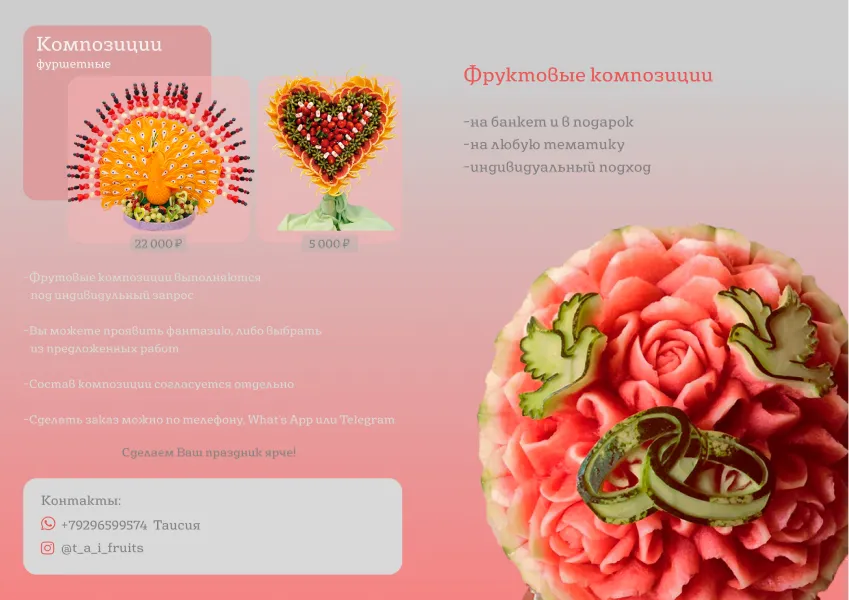 Композиции
фуршетные
22 000 ₽
5 000 ₽
-Фрутовые композиции выполняются
под индивидульный запрос
-Вы можете проявить фантазию, либо выбрать
из предложенных работ
-Состав композиции согласуется отдельно
-Сделать заказ можно по телефону, What's App или Telegram
Сделаем Ваш праздник ярче!
Контакты:
+79296599574 Таисия
@t_a_i_fruits
Фруктовые композиции
-на банкет и в подарок
-на любую тематику
-индивидуальный подход